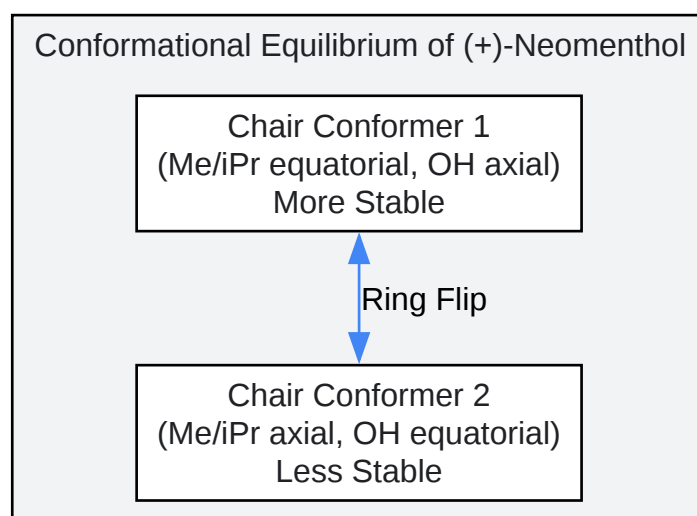 Conformational Equilibrium of (+)-Neomenthol
Chair Conformer 1
(Me/iPr equatorial, OH axial)
More Stable
Ring Flip
Chair Conformer 2
(Me/iPr axial, OH equatorial)
Less Stable